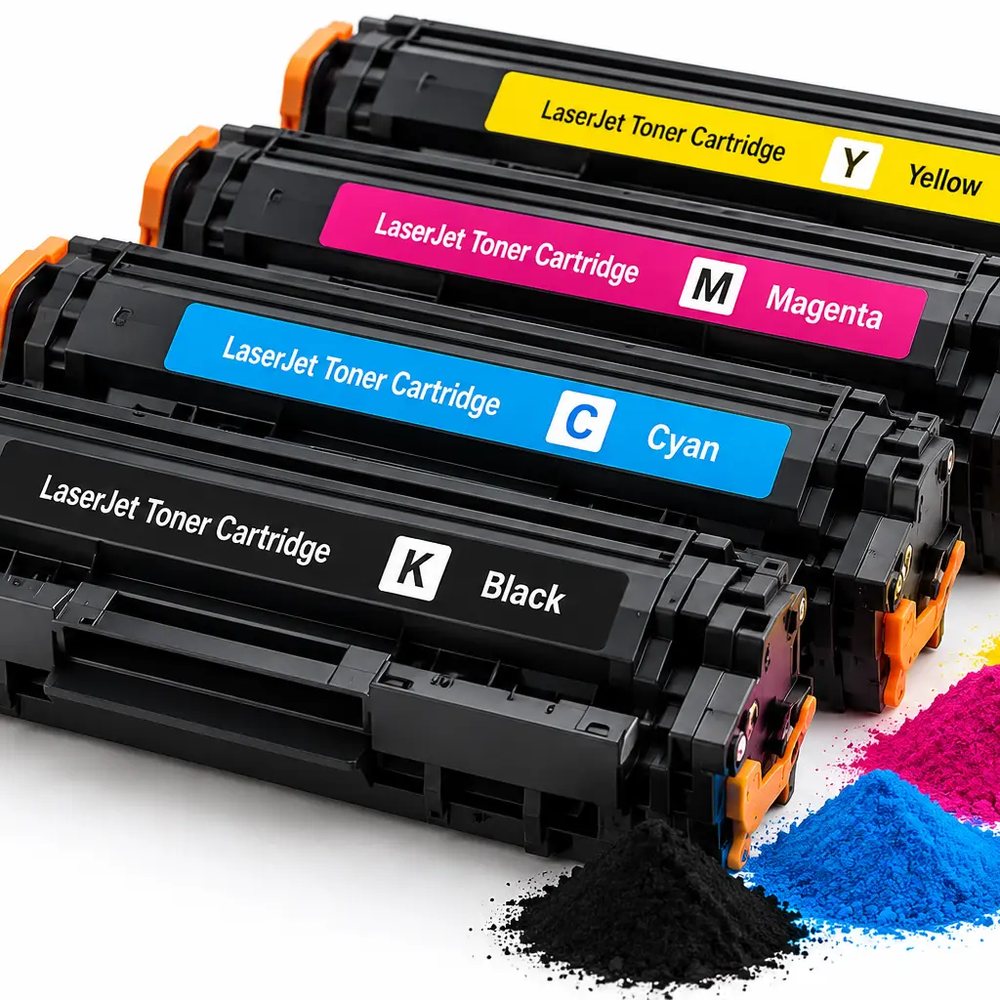 LaserJet Toner Cartridge Y Yellow
LaserJet Toner Cartridge M Magenta
LaserJet Toner Cartridge C Cyan
LaserJet Toner Cartridge K Black